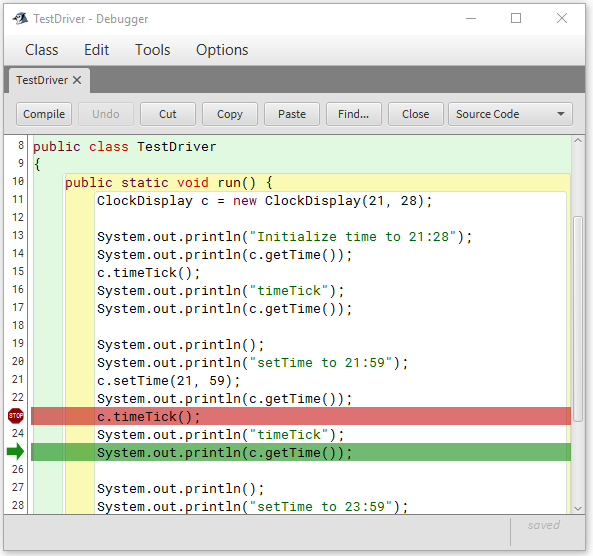 TestDriver - Debugger
Class Edit Tools Options
TestDriver
Compile Undo Cut Copy Paste Find... Close Source Code
8 public class TestDriver
9 {
10 public static void run() {
11 ClockDisplay c = new ClockDisplay(21, 28);
12
13 System.out.println("Initialize time to 21:28");
14 System.out.println(c.getTime());
15 c.timeTick();
16 System.out.println("timeTick");
17 System.out.println(c.getTime());
18
19 System.out.println();
20 System.out.println("setTime to 21:59");
21 c.setTime(21, 59);
22 System.out.println(c.getTime());
STOP c.timeTick();
24 System.out.println("timeTick");
System.out.println(c.getTime());
26
27 System.out.println();
28 System.out.println("setTime to 23:59");
saved